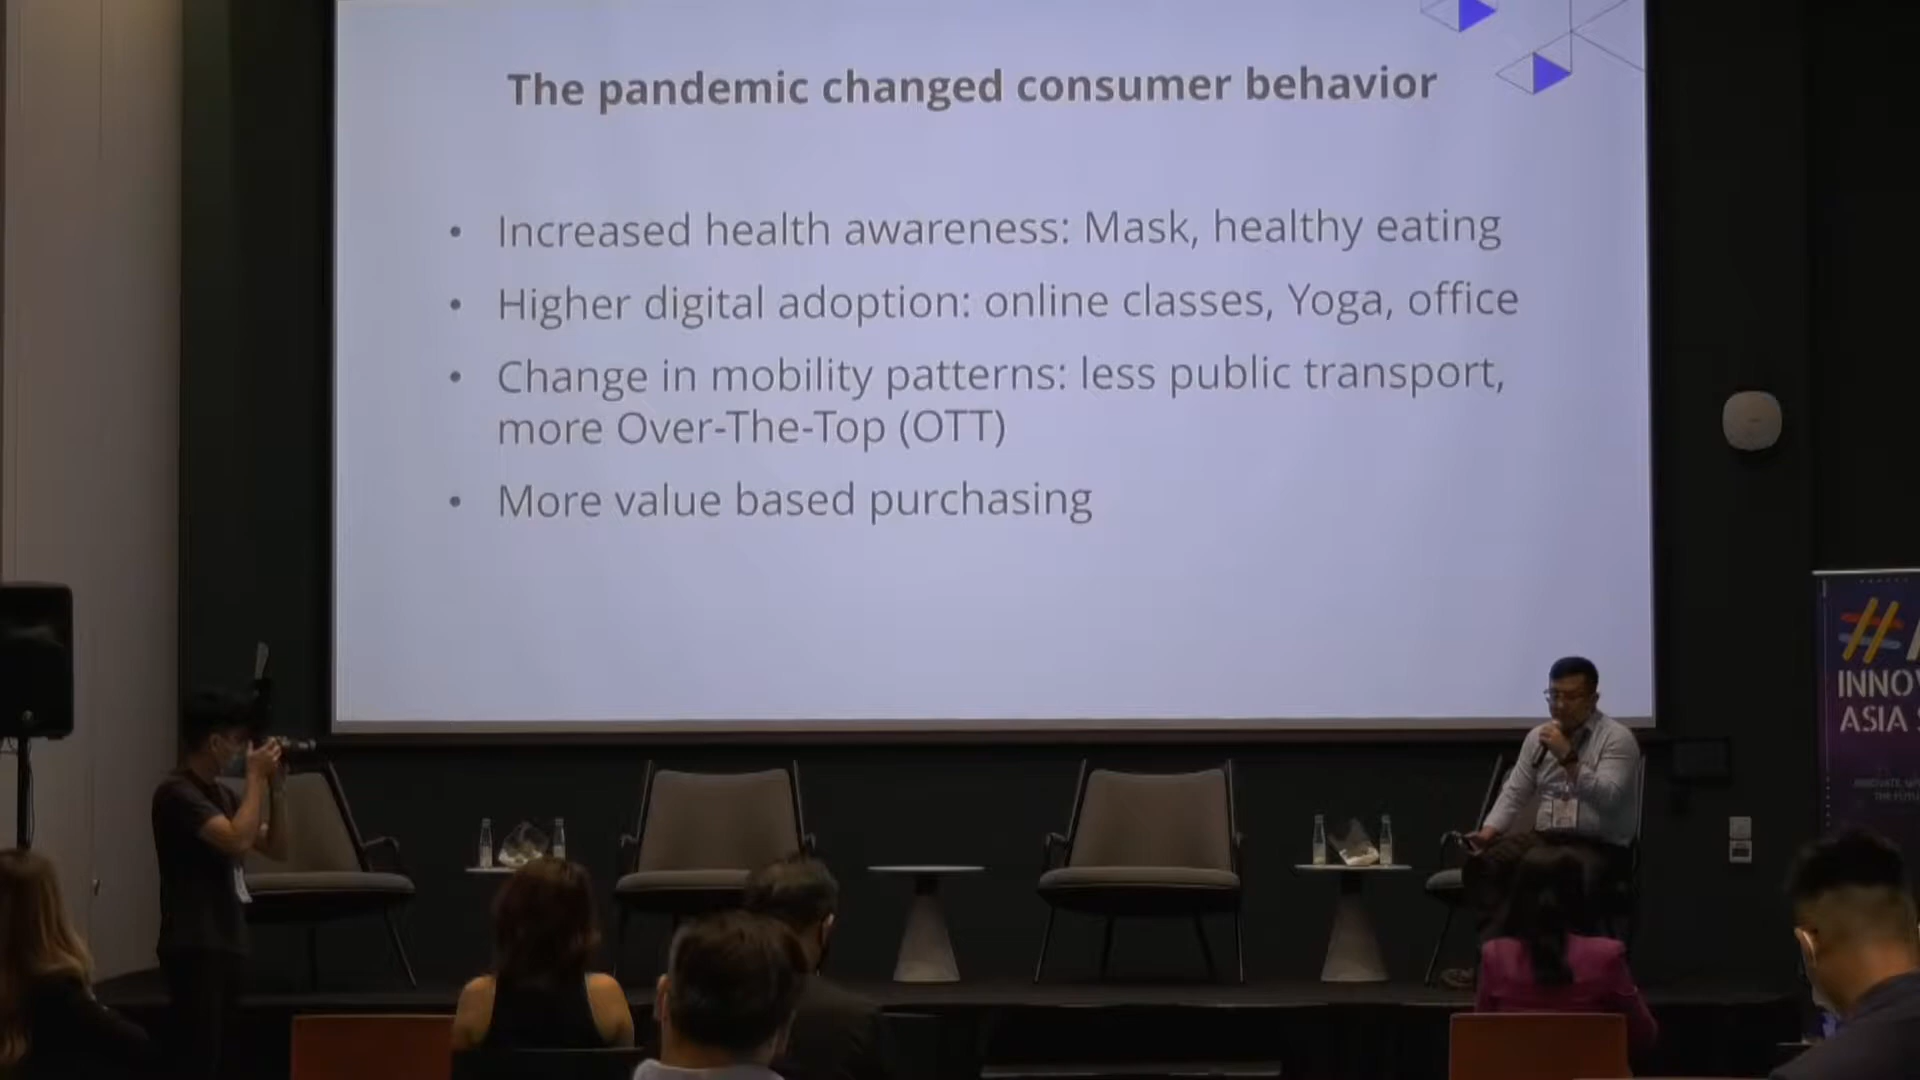 The pandemic changed consumer behavior
• Increased health awareness: Mask, healthy eating
• Higher digital adoption: online classes, Yoga, office
• Change in mobility patterns: less public transport,
more Over-The-Top (OTT)
• More value based purchasing
#
INNO
ASIA